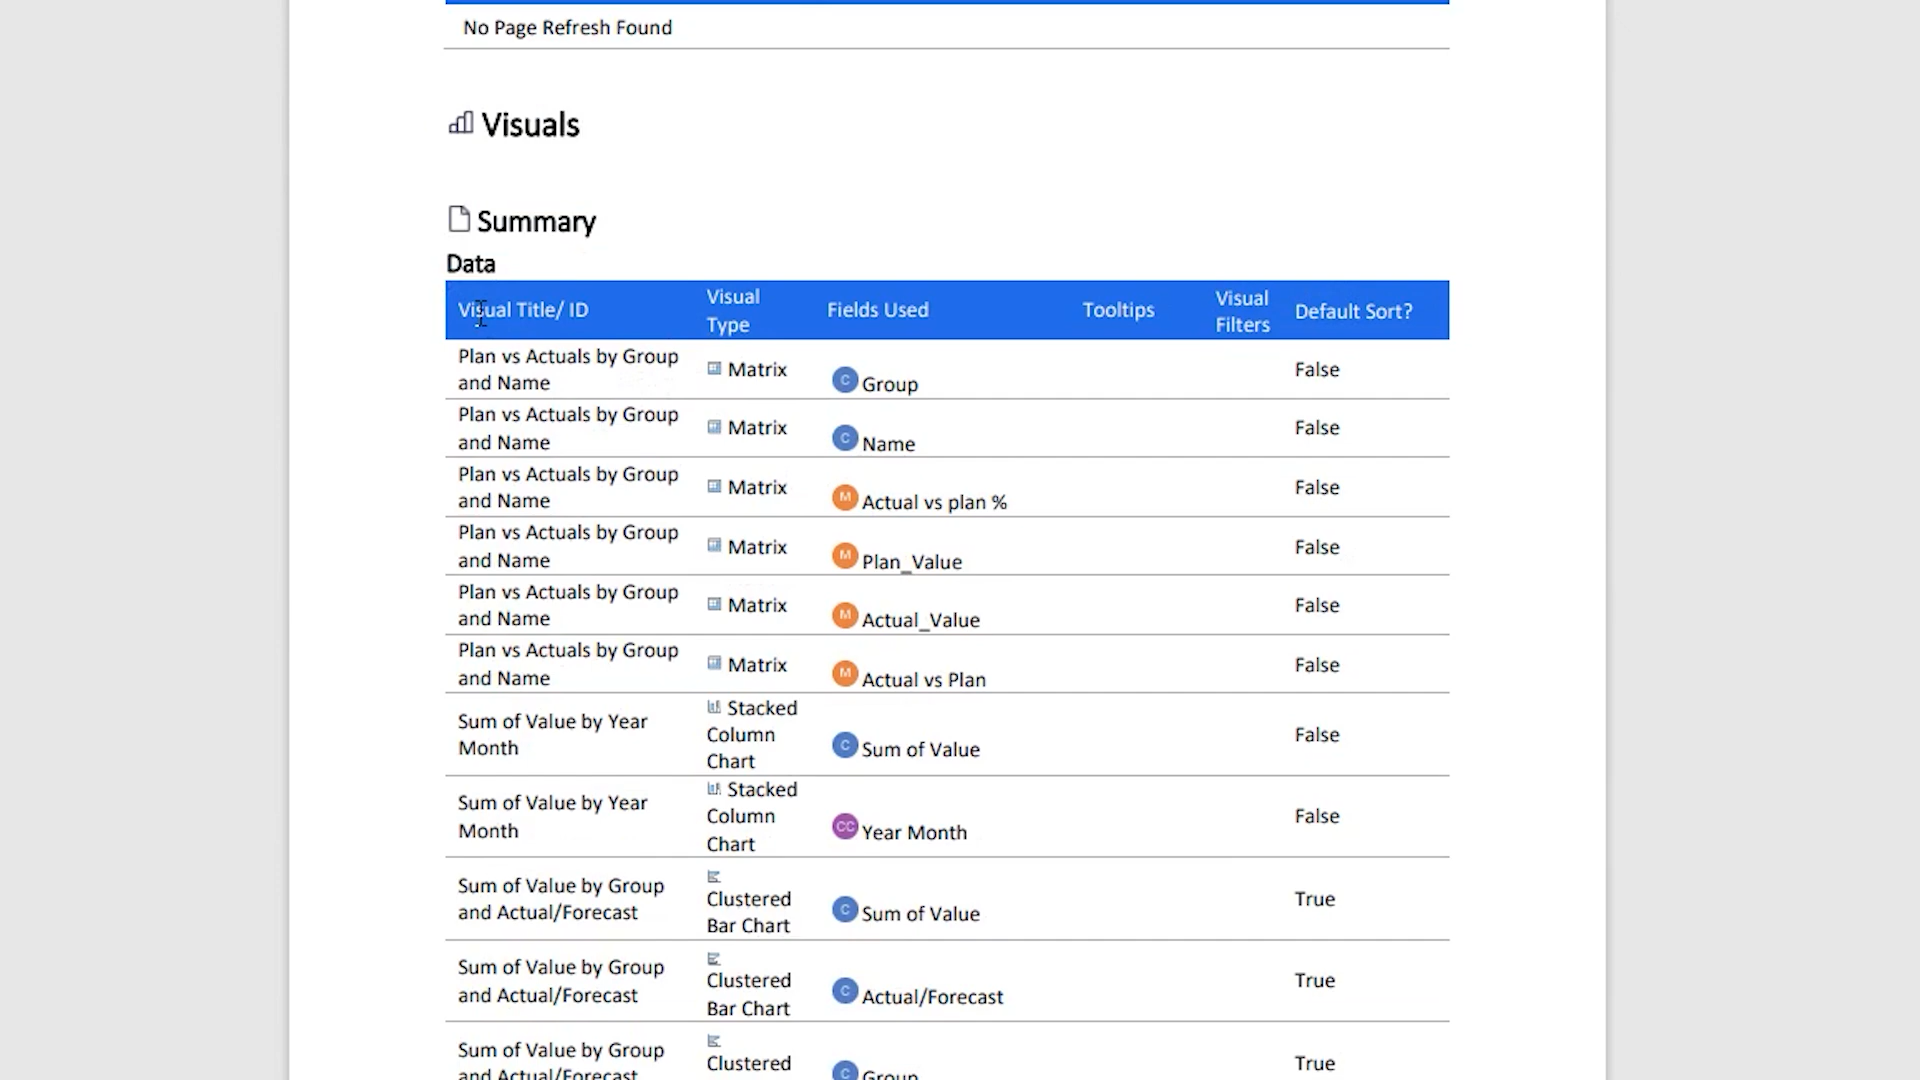 No Page Refresh Found
Visuals
Summary
Data
Visual Title/ ID
Visual
Type
Fields Used
Tooltips
Visual
Filters
Default Sort?
Plan vs Actuals by Group
and Name
Matrix
C Group
False
Plan vs Actuals by Group
and Name
Matrix
C Name
False
Plan vs Actuals by Group
and Name
Matrix
M Actual vs plan %
False
Plan vs Actuals by Group
and Name
Matrix
M Plan_Value
False
Plan vs Actuals by Group
and Name
Matrix
M Actual_Value
False
Plan vs Actuals by Group
and Name
Matrix
M Actual vs Plan
False
Sum of Value by Year
Month
Stacked
Column
Chart
C Sum of Value
False
Sum of Value by Year
Month
Stacked
Column
Chart
CC Year Month
False
Sum of Value by Group
and Actual/Forecast
Clustered
Bar Chart
C Sum of Value
True
Sum of Value by Group
and Actual/Forecast
Clustered
Bar Chart
C Actual/Forecast
True
Sum of Value by Group
and Actual/Forecast
Clustered
C Group
True